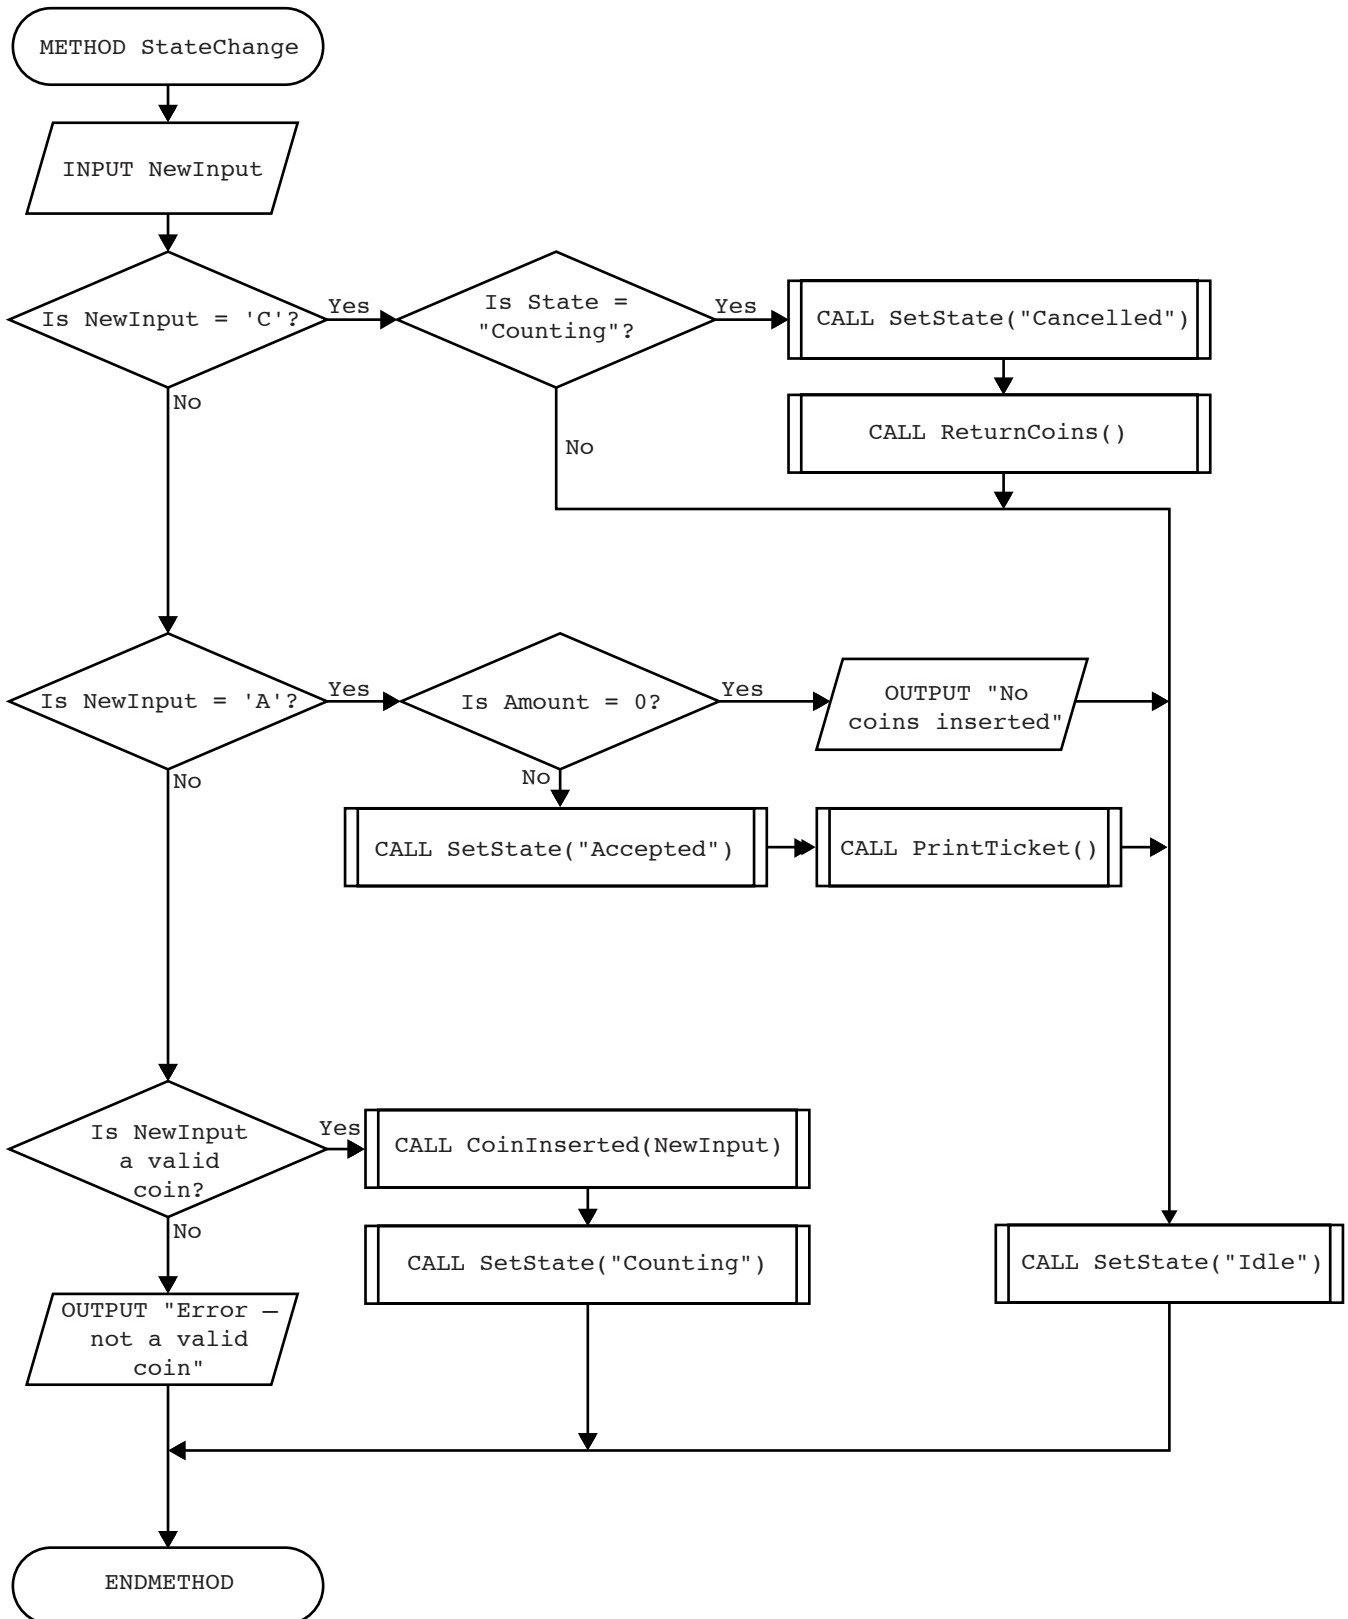 METHOD StateChange
INPUT NewInput
Is NewInput = 'C'?
Yes
Is State =
"Counting"?
Yes
CALL SetState("Cancelled")
No
CALL ReturnCoins()
No
Is NewInput = 'A'?
Yes
Is Amount = 0?
Yes
OUTPUT "No
coins inserted"
No
No
CALL SetState("Accepted")
CALL PrintTicket()
Is NewInput
a valid
coin?
Yes
CALL CoinInserted(NewInput)
No
CALL SetState("Counting")
CALL SetState("Idle")
OUTPUT "Error –
not a valid
coin"
ENDMETHOD